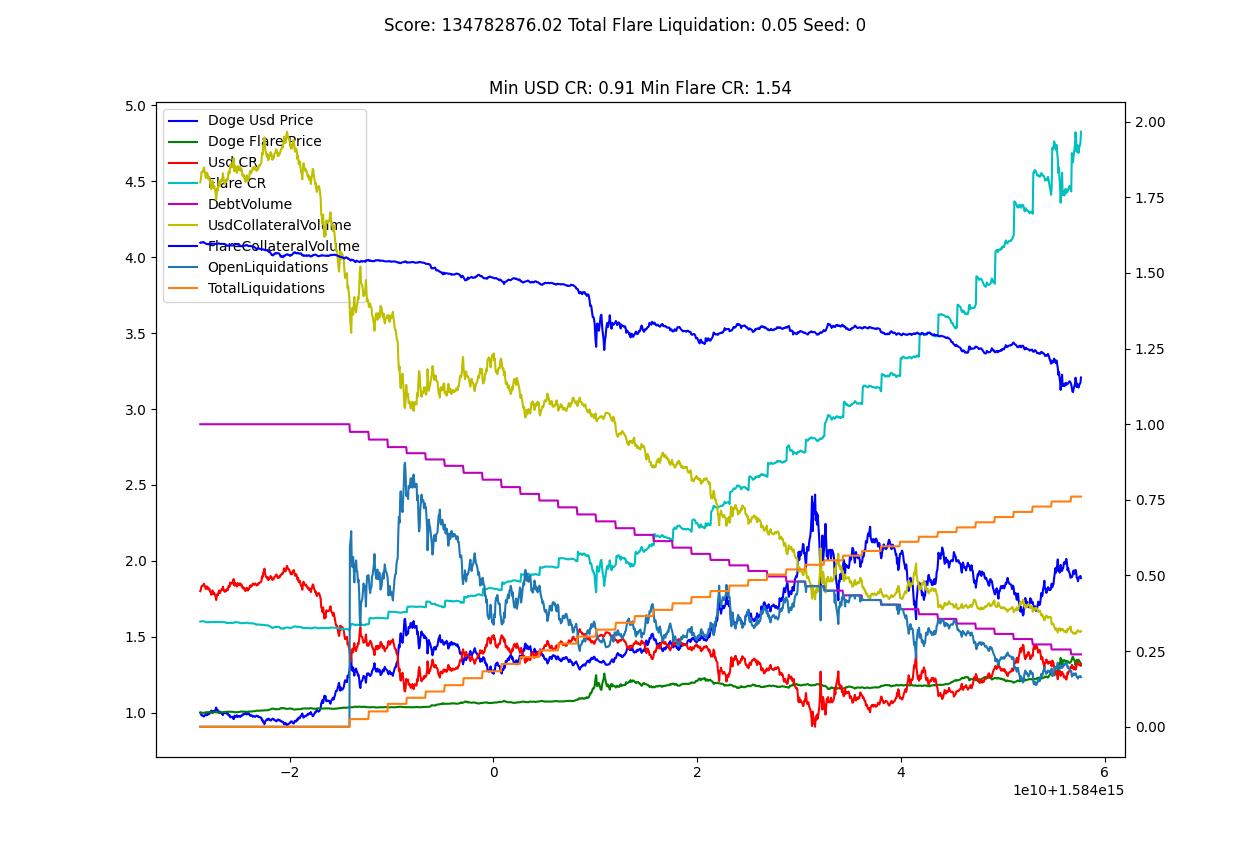 Score: 134782876.02 Total Flare Liquidation: 0.05 Seed: 0
Min USD CR: 0.91 Min Flare CR: 1.54
Doge Usd Price
Doge Flare Price
Usd CR
Flare CR
DebtVolume
UsdCollateralVolume
FlareCollateralVolume
OpenLiquidations
TotalLiquidations
5.0
4.5
4.0
3.5
3.0
2.5
2.0
1.5
1.0
2.00
1.75
1.50
1.25
1.00
0.75
0.50
0.25
0.00
−2 0 2 4 6
1e10+1.584e15